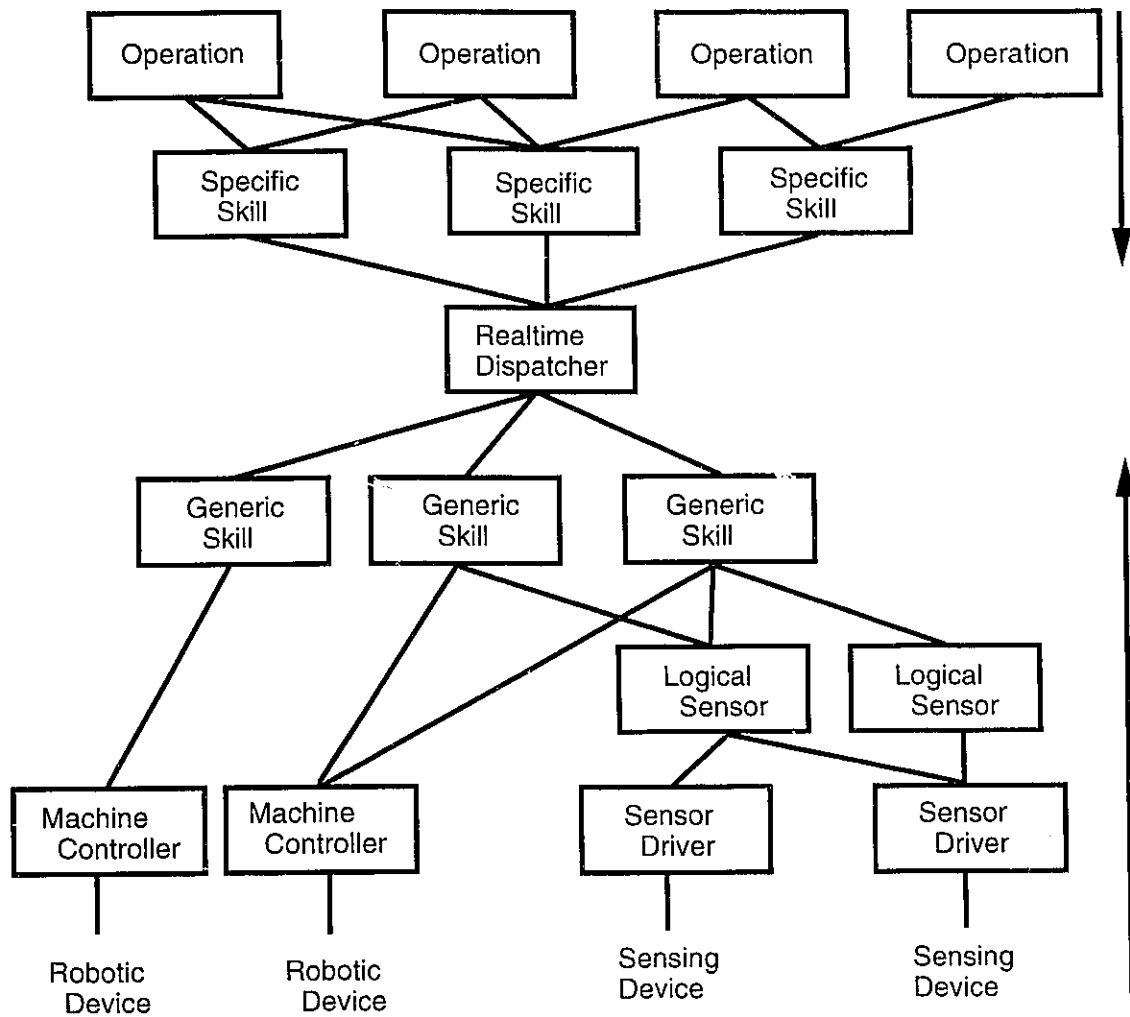 Operation
Operation
Operation
Operation
Specific
Skill
Specific
Skill
Specific
Skill
Realtime
Dispatcher
Generic
Skill
Generic
Skill
Generic
Skill
Logical
Sensor
Logical
Sensor
Machine
Controller
Machine
Controller
Sensor
Driver
Sensor
Driver
Robotic
Device
Robotic
Device
Sensing
Device
Sensing
Device